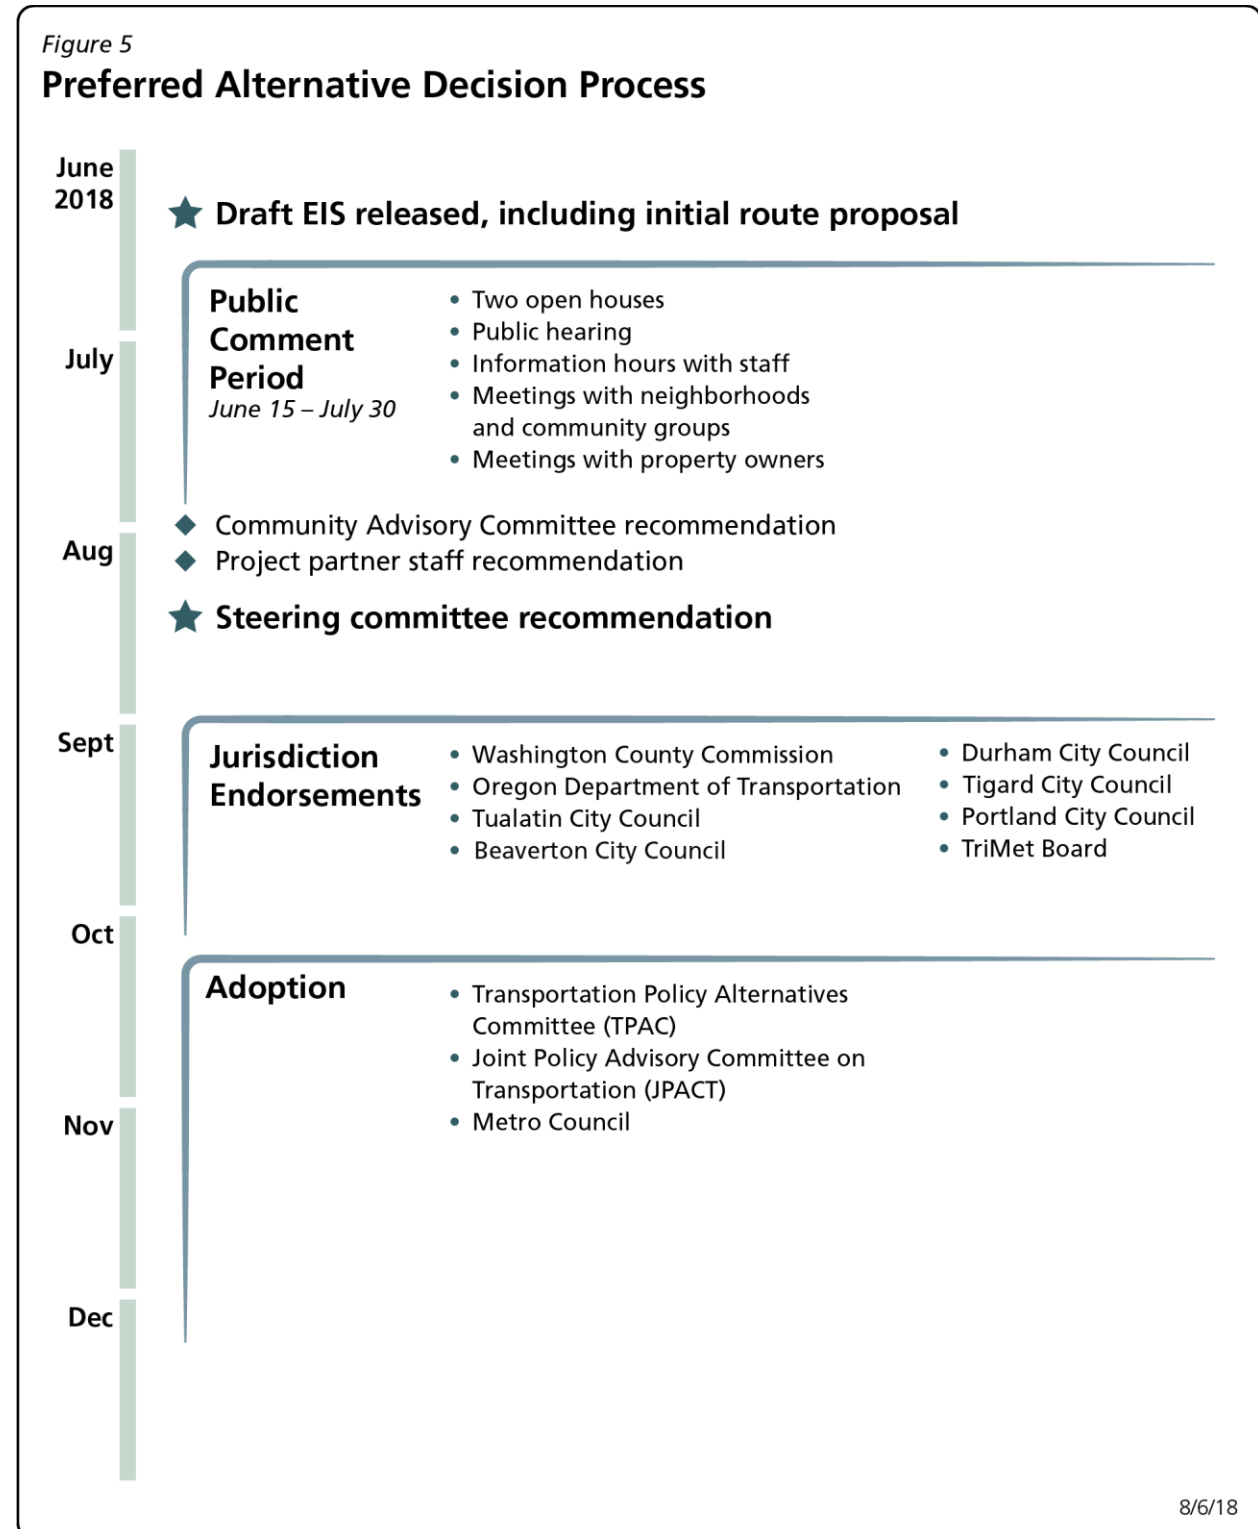 Figure 5
Preferred Alternative Decision Process
June
2018
Draft EIS released, including initial route proposal
Public
Comment
Period
June 15 – July 30
• Two open houses
• Public hearing
• Information hours with staff
• Meetings with neighborhoods
and community groups
• Meetings with property owners
July
Community Advisory Committee recommendation
Aug
Project partner staff recommendation
Steering committee recommendation
Sept
Jurisdiction
Endorsements
• Washington County Commission
• Oregon Department of Transportation
• Tualatin City Council
• Beaverton City Council
• Durham City Council
• Tigard City Council
• Portland City Council
• TriMet Board
Oct
Adoption
• Transportation Policy Alternatives
Committee (TPAC)
• Joint Policy Advisory Committee on
Transportation (JPACT)
• Metro Council
Nov
Dec
8/6/18